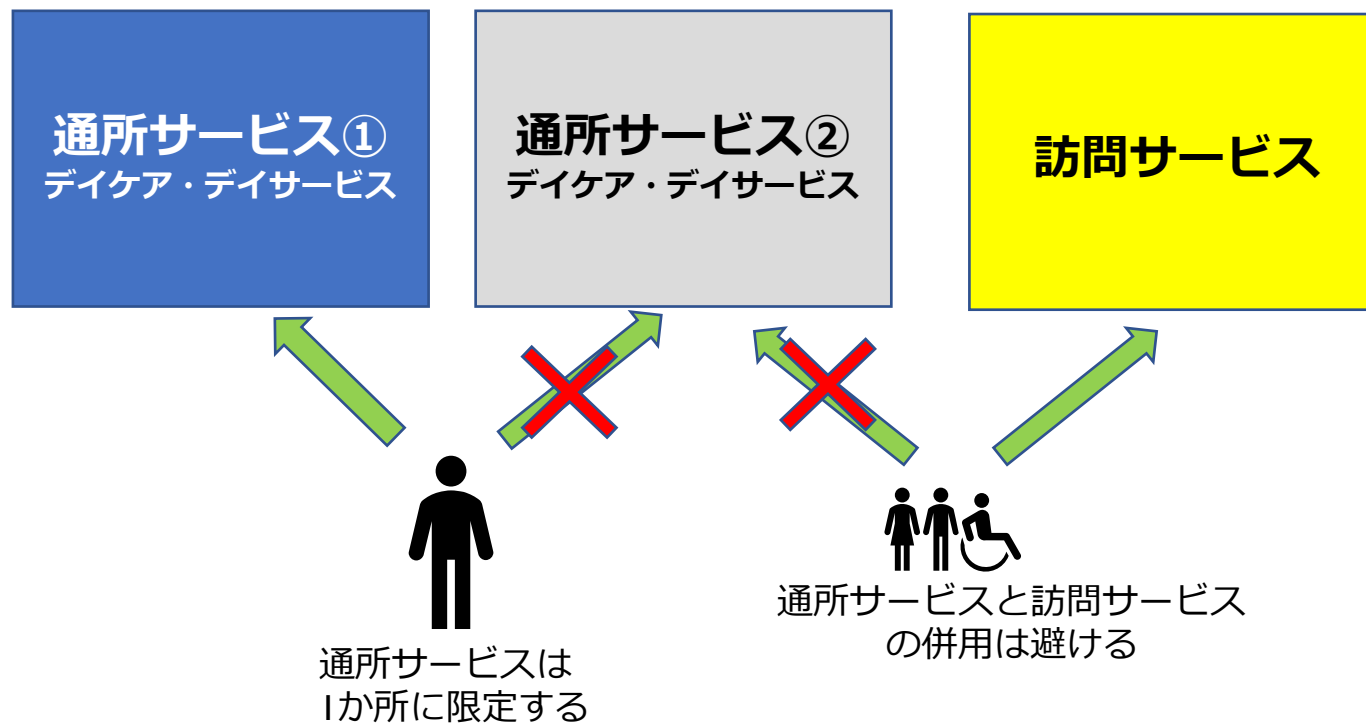 通所サービス①
デイケア・デイサービス
通所サービス②
デイケア・デイサービス
訪問サービス
通所サービスは
1か所に限定する
通所サービスと訪問サービス
の併用は避ける